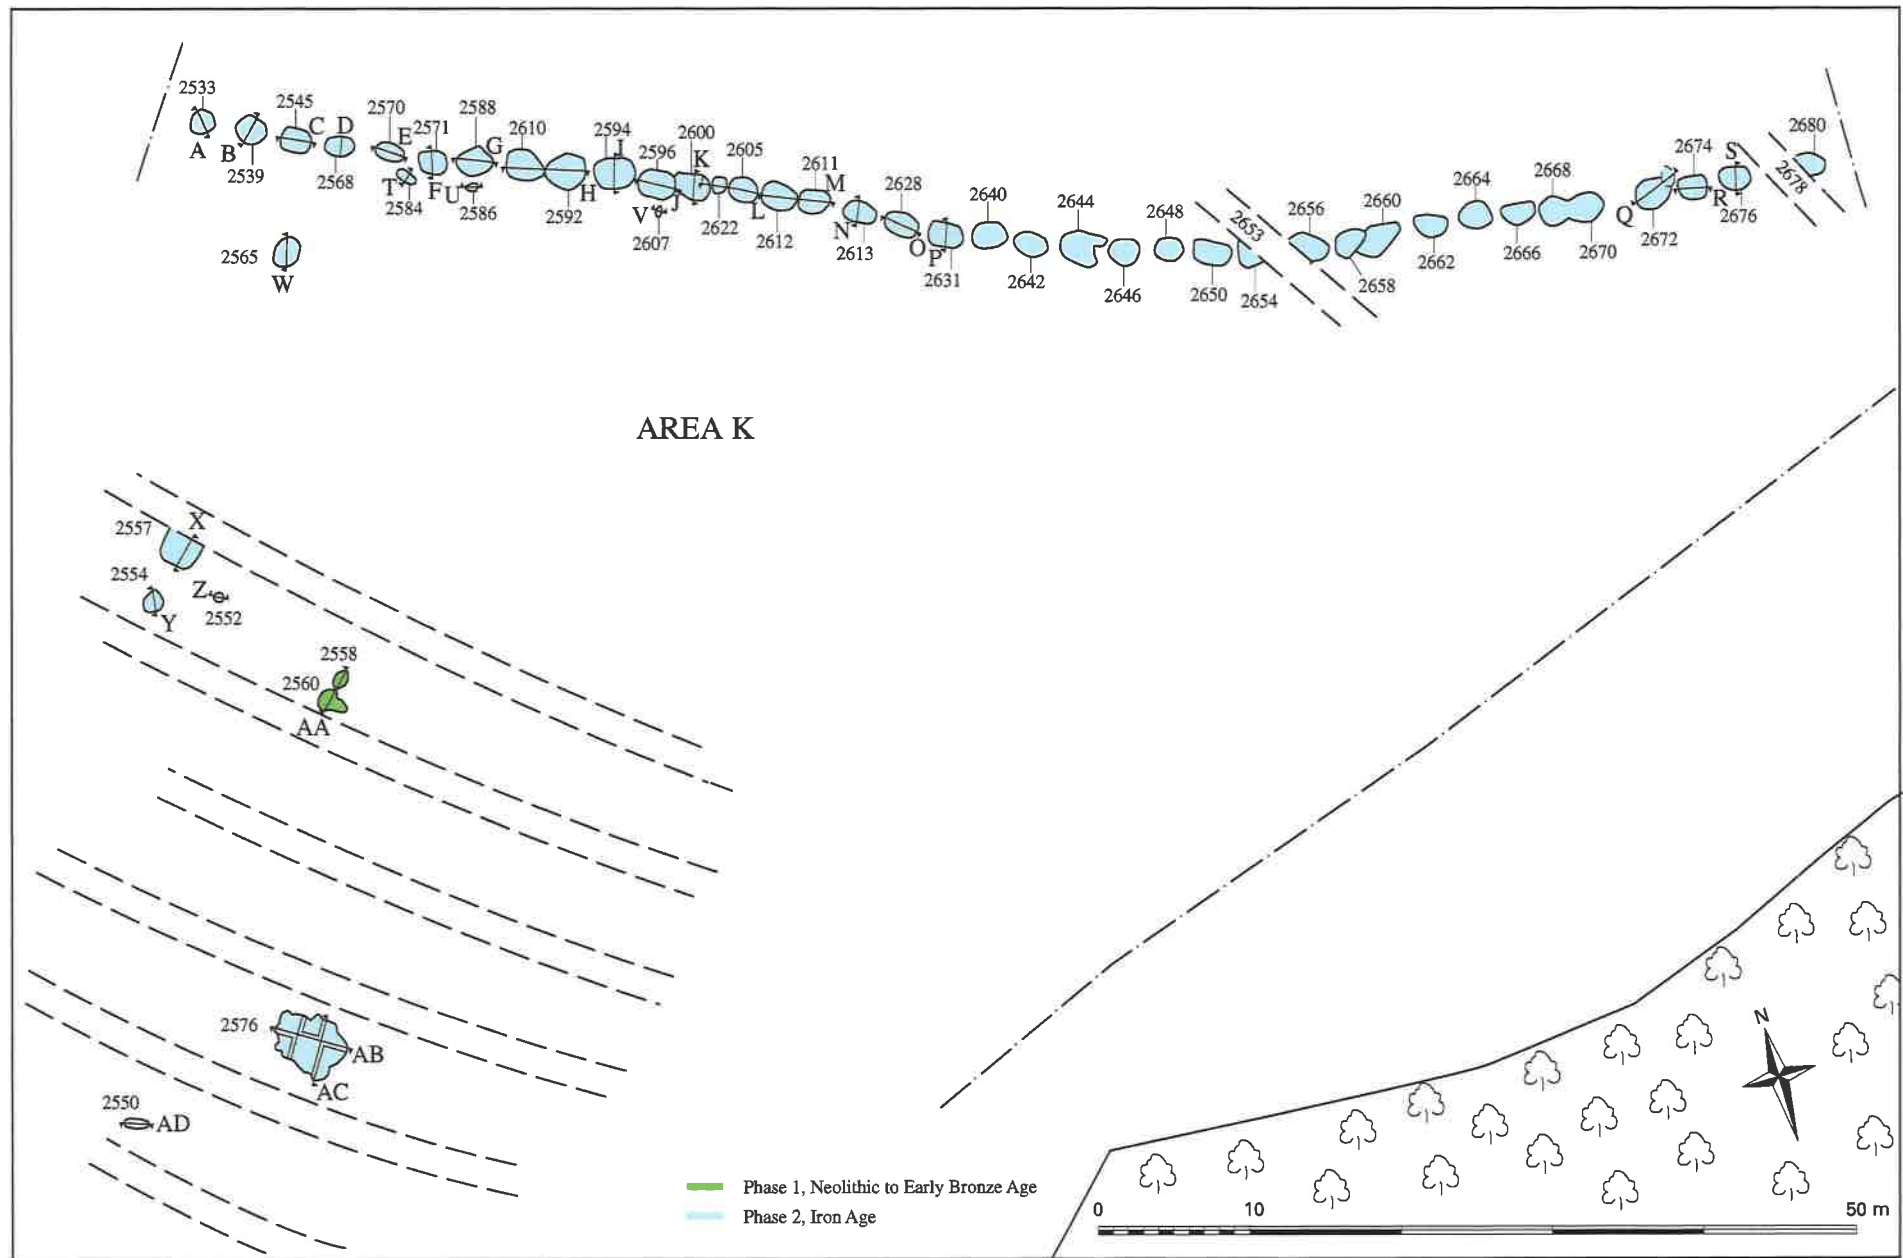 2533
2545
C
D
2570
E
2571
2588
G
2610
2594
I
2596
2600
K
2605
2611
M
2628
2640
2644
2648
2653
2656
2660
2664
2668
2674
S
2680
2678
A
B
2539
2568
T
2584
F
U
2586
2592
H
V
2607
J
2622
L
2612
N
2613
O
P
2631
2642
2646
2650
2654
2658
2662
2666
2670
Q
2672
R
2676
2565
W
AREA K
2557
X
2554
Z
2552
Y
2558
2560
AA
2576
AB
AC
2550
AD
N
Phase 1, Neolithic to Early Bronze Age
Phase 2, Iron Age
0
10
50 m